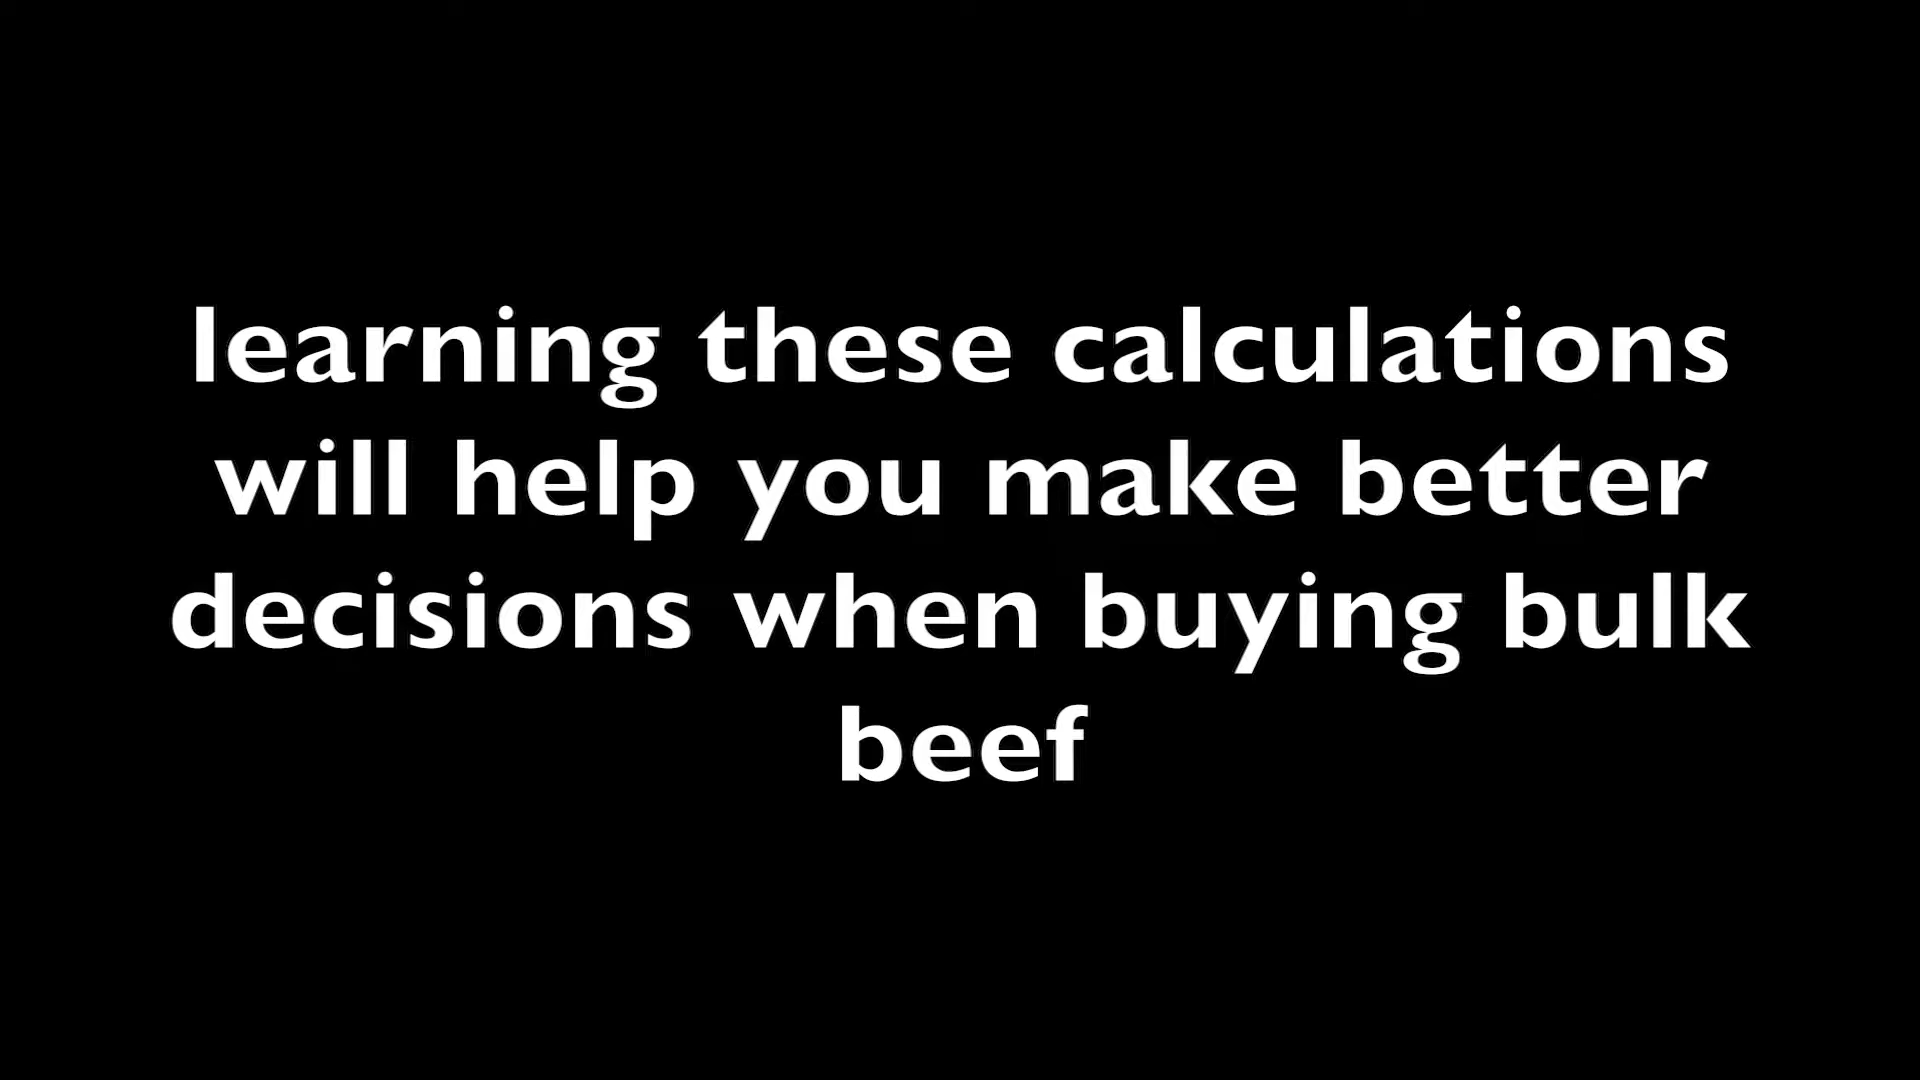 learning these calculations
will help you make better
decisions when buying bulk
beef